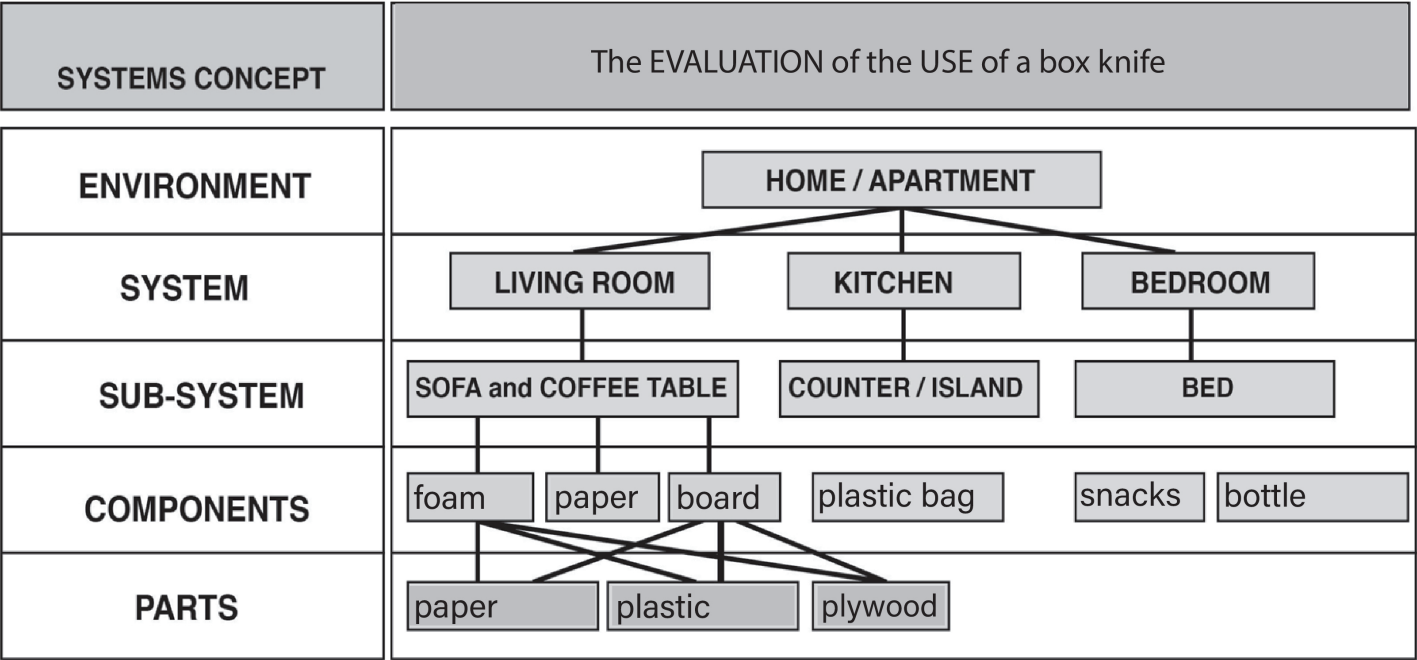 SYSTEMS CONCEPT
The EVALUATION of the USE of a box knife
ENVIRONMENT
HOME / APARTMENT
SYSTEM
LIVING ROOM
KITCHEN
BEDROOM
SUB-SYSTEM
SOFA and COFFEE TABLE
COUNTER / ISLAND
BED
COMPONENTS
foam
paper
board
plastic bag
snacks
bottle
PARTS
paper
plastic
plywood